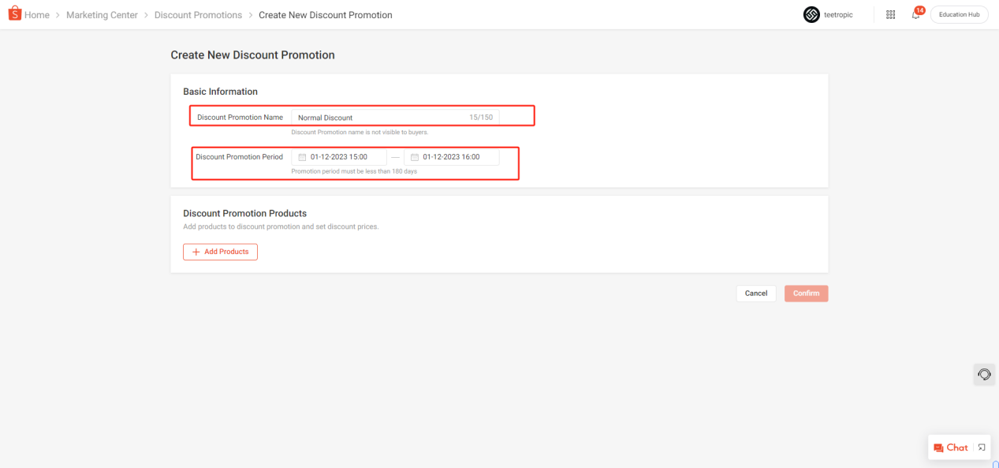 Home > Marketing Center > Discount Promotions > Create New Discount Promotion
teetropic
14
Education Hub
Create New Discount Promotion
Basic Information
Discount Promotion Name Normal Discount 15/150
Discount Promotion name is not visible to buyers.
Discount Promotion Period 01-12-2023 15:00 — 01-12-2023 16:00
Promotion period must be less than 180 days
Discount Promotion Products
Add products to discount promotion and set discount prices.
+ Add Products
Cancel Confirm
Chat